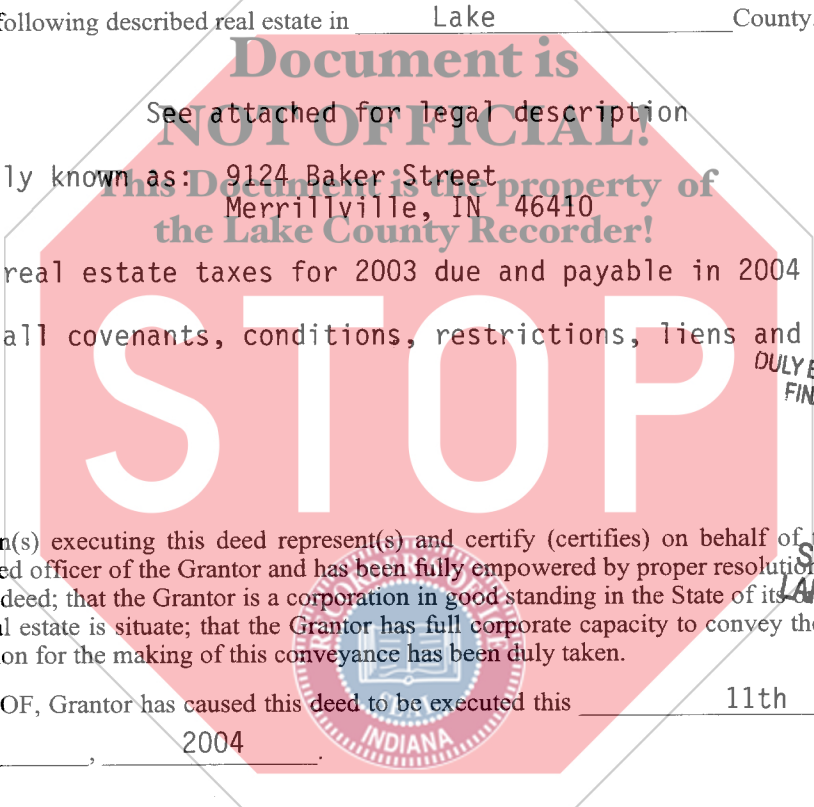 following described real estate in Lake County
Document is
See attached for legal description
NOT OFFICIAL!
ly known as: 9124 Baker Street
This Document is the property of
Merrillville, IN 46410
the Lake County Recorder!
real estate taxes for 2003 due and payable in 2004
all covenants, conditions, restrictions, liens and
DULY E
FIN
STOP
n(s) executing this deed represent(s) and certify (certifies) on behalf of
ed officer of the Grantor and has been fully empowered by proper resolution
S
deed; that the Grantor is a corporation in good standing in the State of its
LA
l estate is situate; that the Grantor has full corporate capacity to convey the
on for the making of this conveyance has been duly taken.
OF, Grantor has caused this deed to be executed this 11th
, 2004 .
SEAL
INDIANA